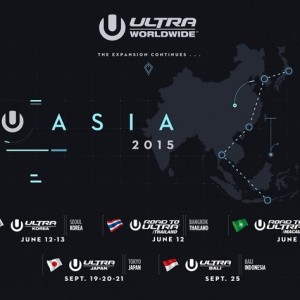 ULTRA
WORLDWIDE
THE EXPANSION CONTINUES . . .
ASIA
2015
ULTRA
KOREA
SEOUL
KOREA
JUNE 12-13
ROAD TO
ULTRA
THAILAND
BANGKOK
THAILAND
JUNE 12
ROAD TO
ULTRA
MACAU
JUNE
ULTRA
JAPAN
TOKYO
JAPAN
SEPT. 19-20-21
ULTRA
BALI
BALI
INDONESIA
SEPT. 25